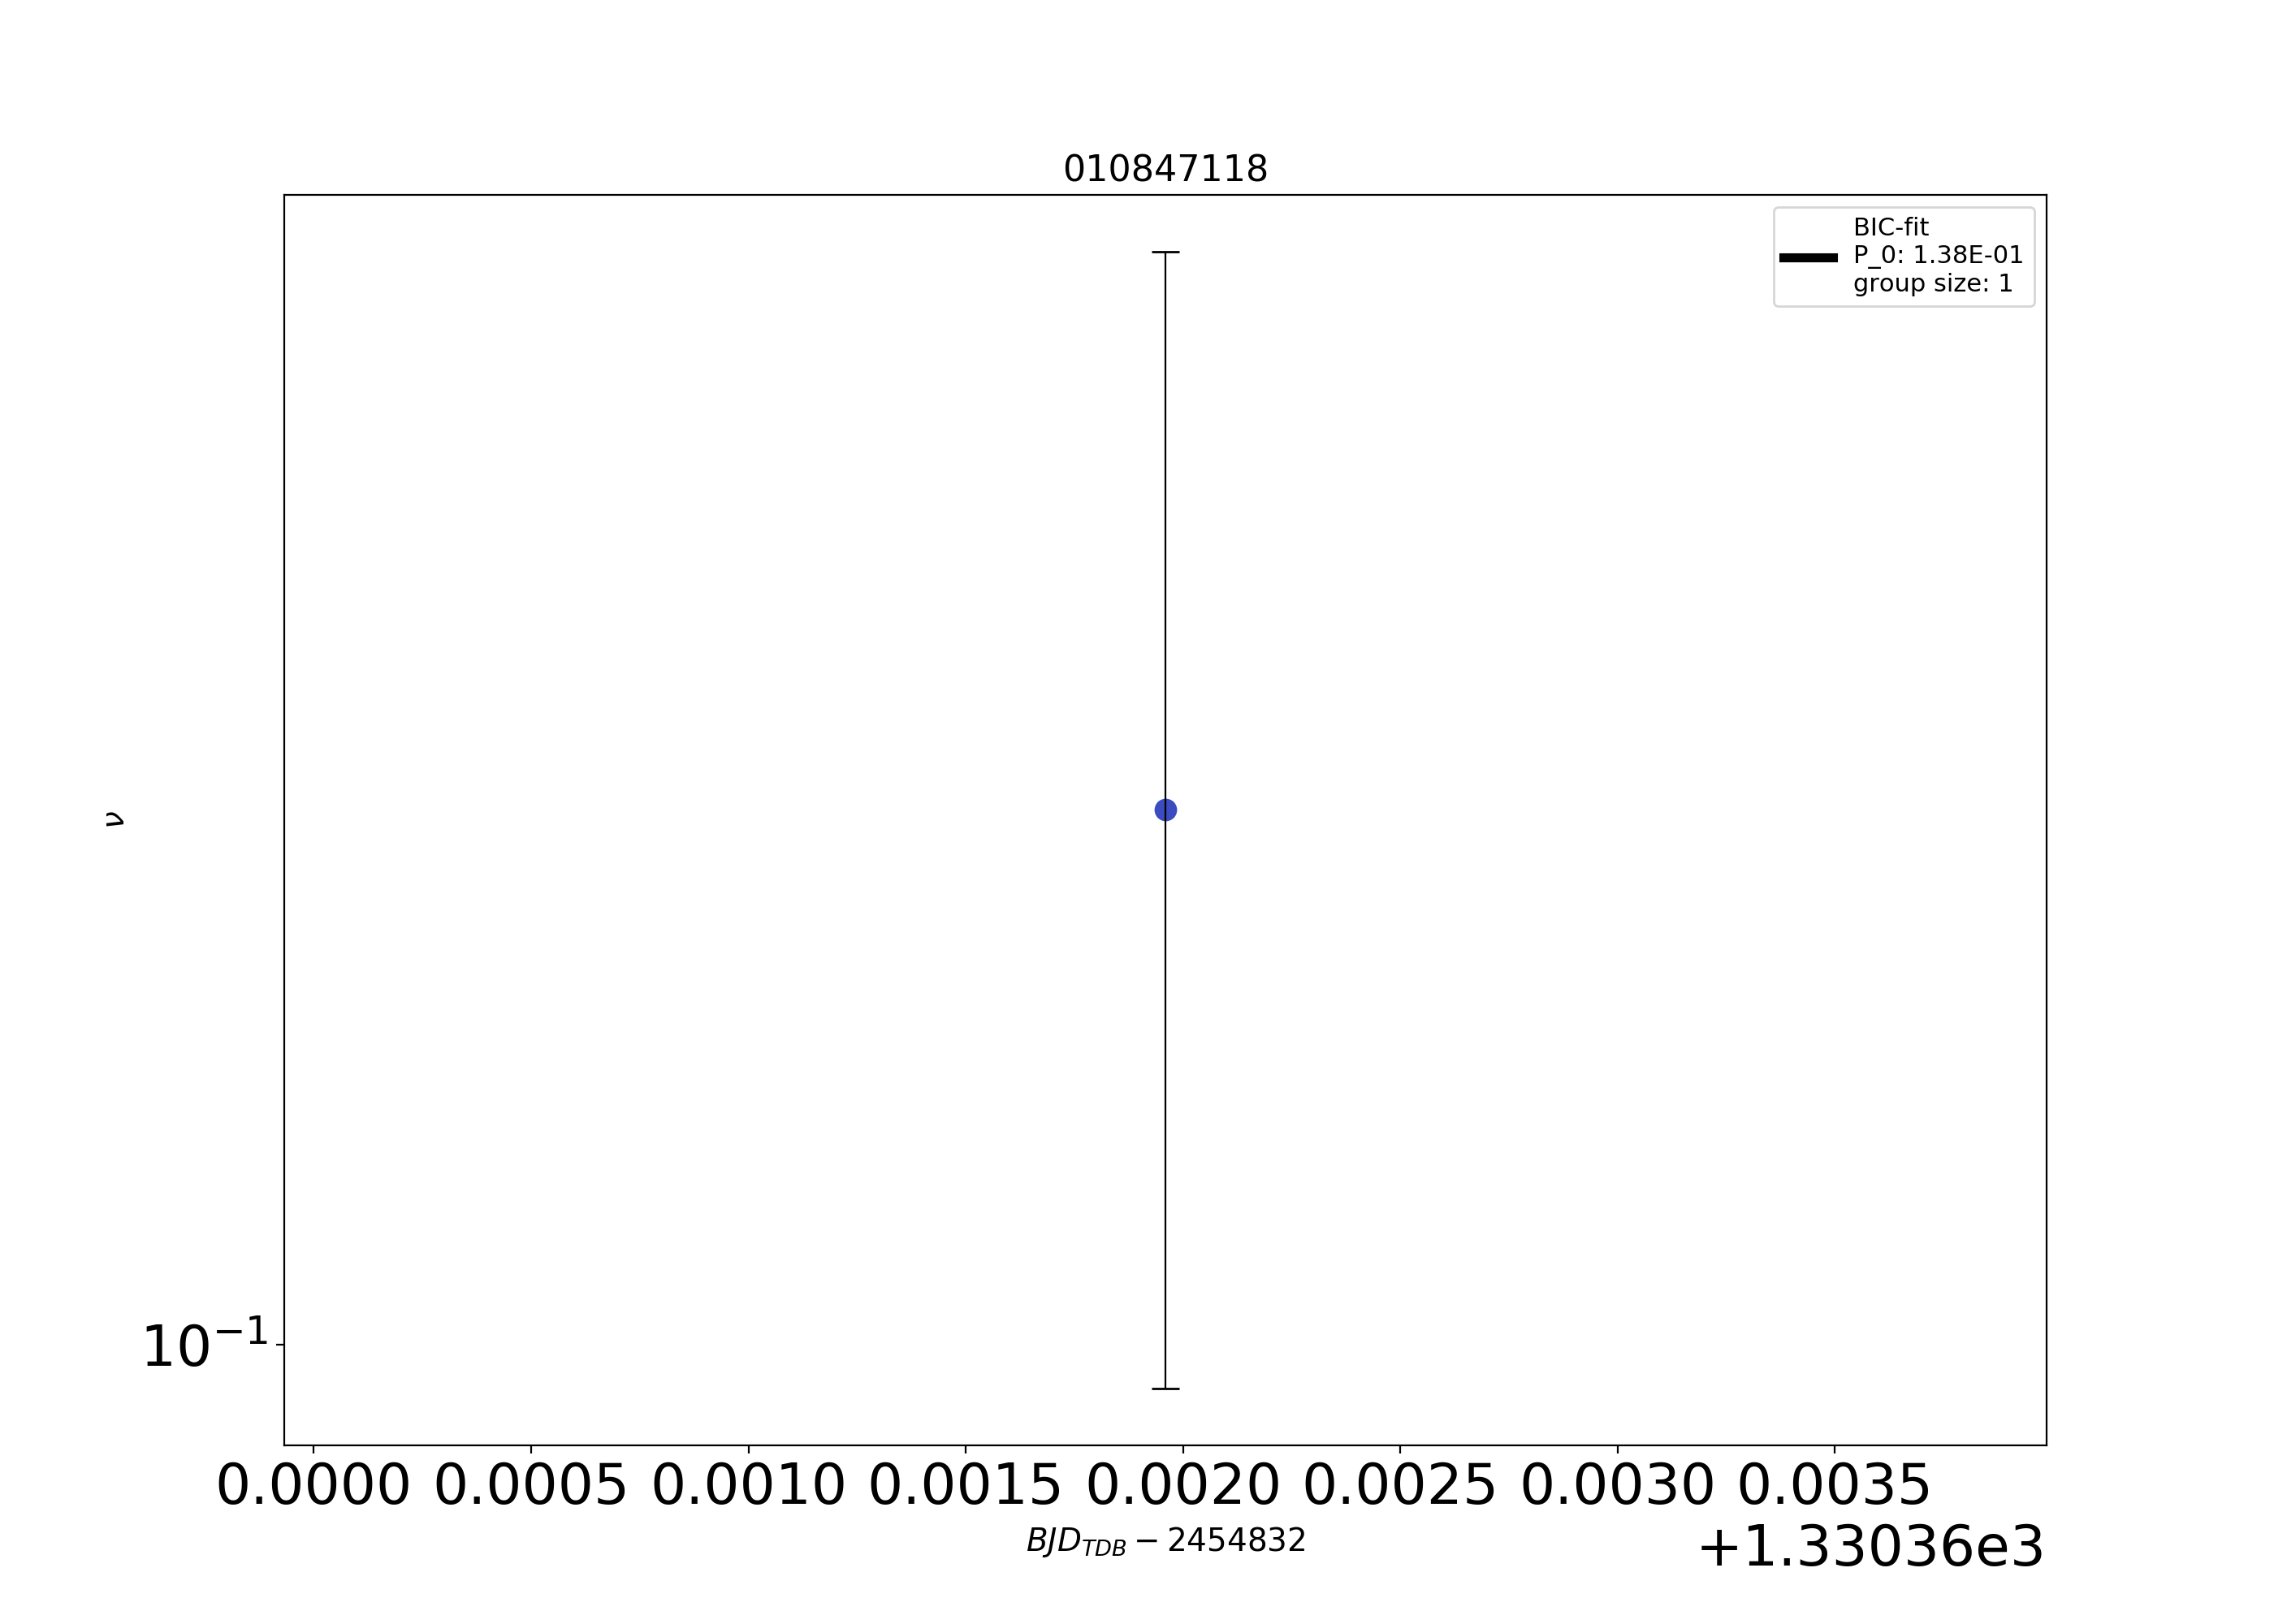 010847118
BIC-fit
P_0: 1.38E-01
group size: 1
ν
10⁻¹
0.0000 0.0005 0.0010 0.0015 0.0020 0.0025 0.0030 0.0035
BJD_TDB − 2454832
+1.33036e3